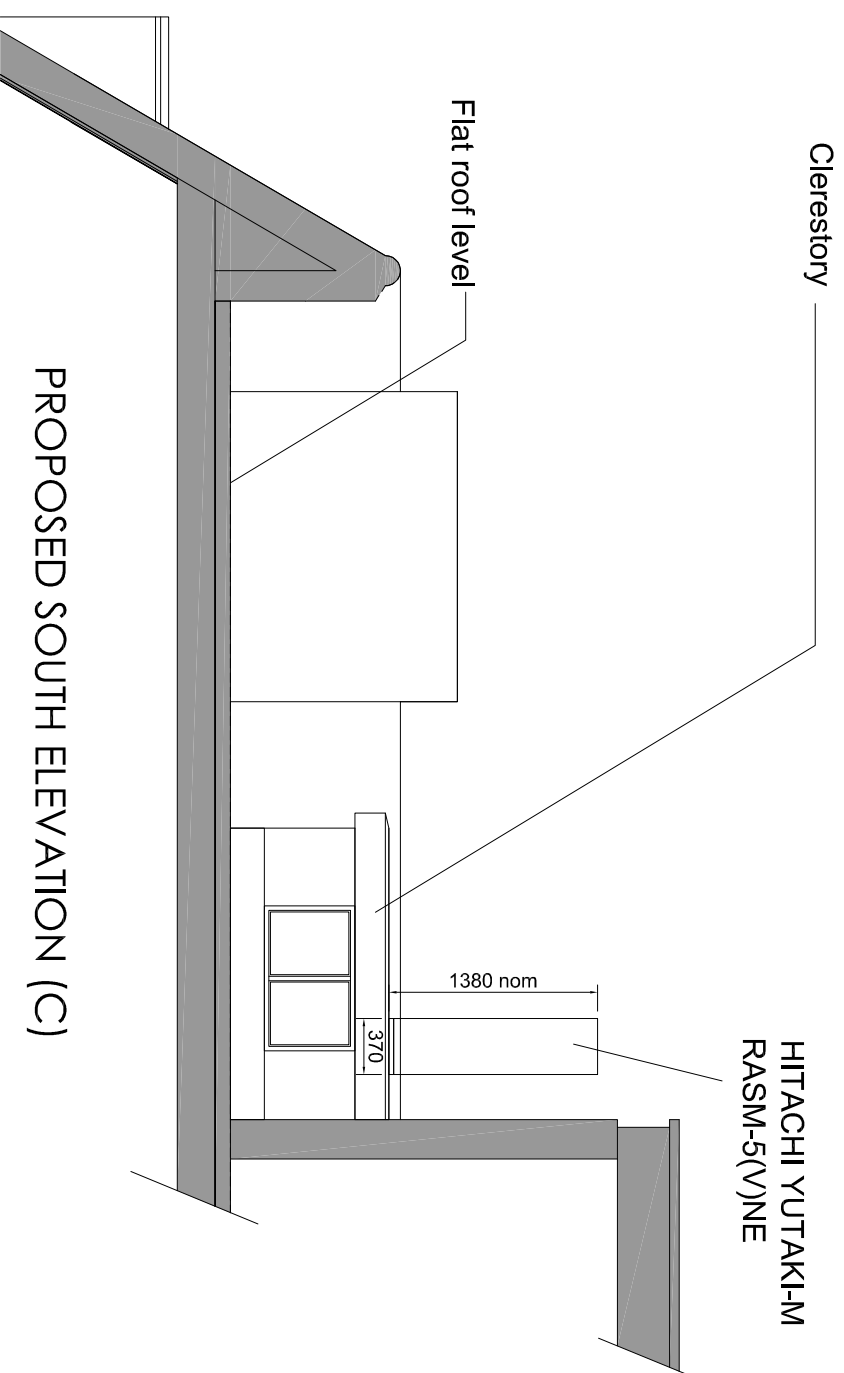 Clerestory
Flat roof level
HITACHI YUTAKI-M
RASM-5(V)NE
1380 nom
370
PROPOSED SOUTH ELEVATION (C)